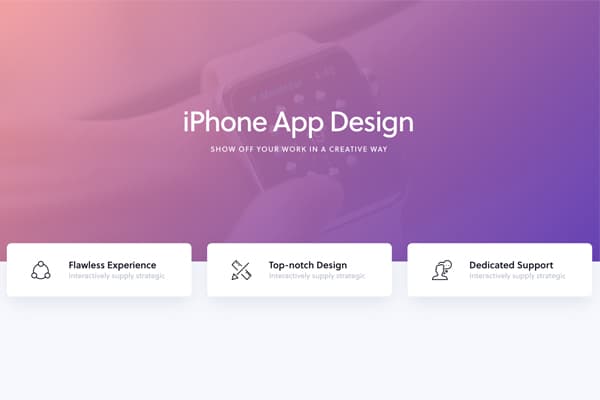 iPhone App Design
SHOW OFF YOUR WORK IN A CREATIVE WAY
Flawless Experience
Interactively supply strategic
Top-notch Design
Interactively supply strategic
Dedicated Support
Interactively supply strategic